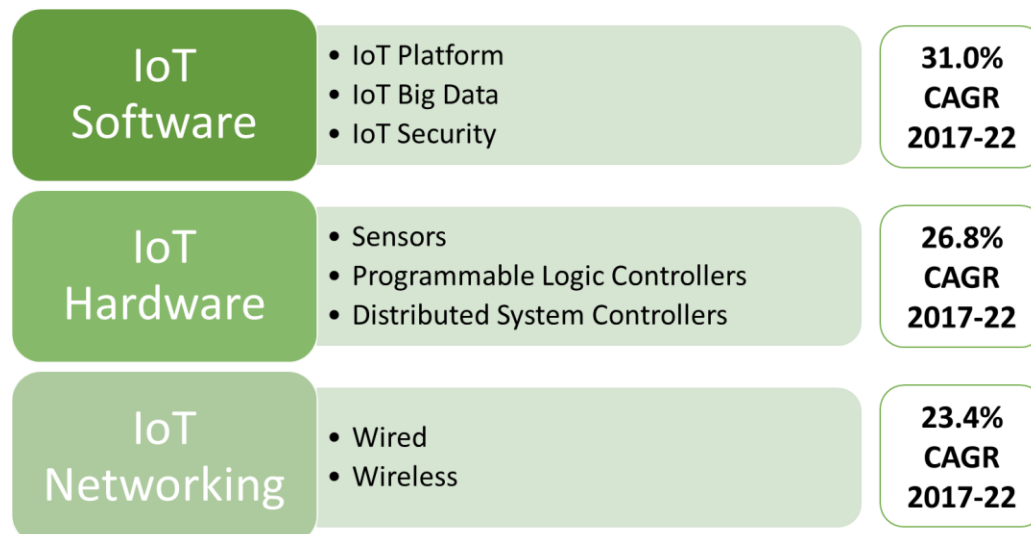 IoT
Software
• IoT Platform
• IoT Big Data
• IoT Security
31.0%
CAGR
2017-22
IoT
Hardware
• Sensors
• Programmable Logic Controllers
• Distributed System Controllers
26.8%
CAGR
2017-22
IoT
Networking
• Wired
• Wireless
23.4%
CAGR
2017-22